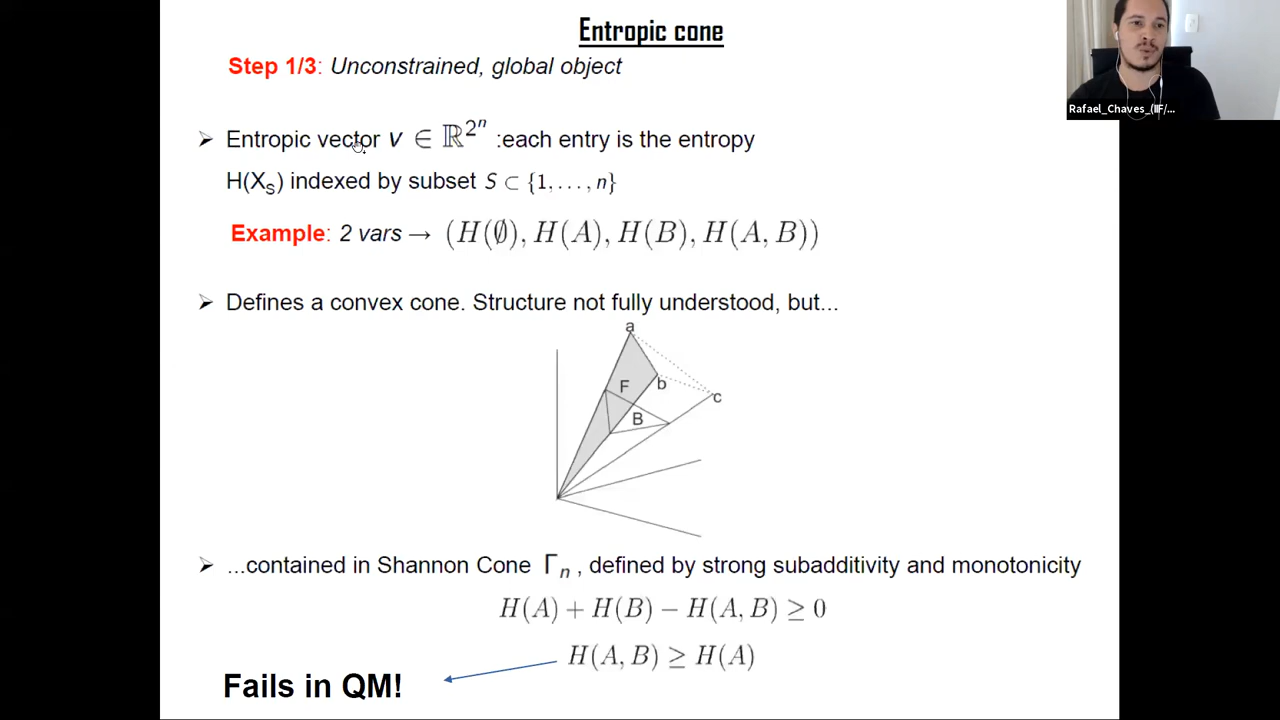 Entropic cone
Step 1/3: Unconstrained, global object
➢ Entropic vector v ∈ ℝ^{2^n} :each entry is the entropy
H(X_S) indexed by subset S ⊂ {1, . . . , n}
Example: 2 vars → (H(∅), H(A), H(B), H(A, B))
➢ Defines a convex cone. Structure not fully understood, but...
a
F
b
c
B
➢ ...contained in Shannon Cone Γ_n , defined by strong subadditivity and monotonicity
H(A) + H(B) − H(A, B) ≥ 0
H(A, B) ≥ H(A)
Fails in QM!
Rafael_Chaves_(IIF/...